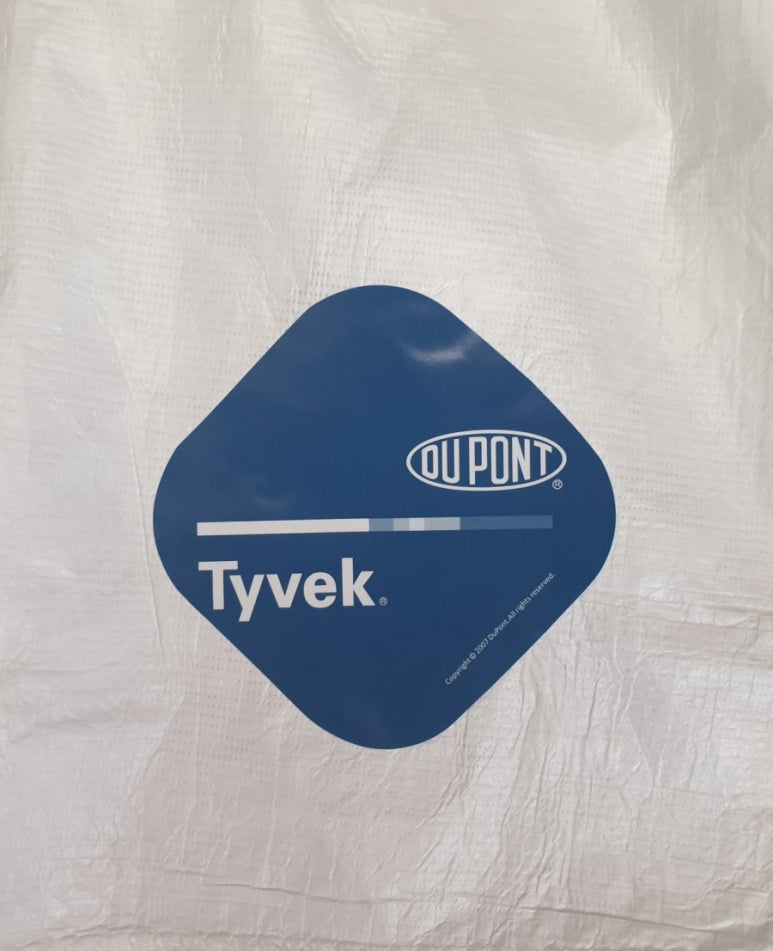 DU PONT®
Tyvek®
Copyright © 2007 DuPont. All rights reserved.